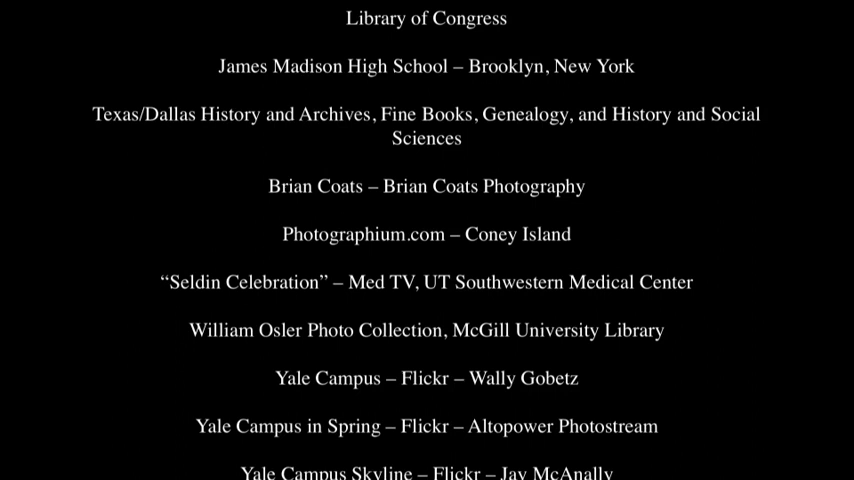 Library of Congress
James Madison High School – Brooklyn, New York
Texas/Dallas History and Archives, Fine Books, Genealogy, and History and Social
Sciences
Brian Coats – Brian Coats Photography
Photographium.com – Coney Island
“Seldin Celebration” – Med TV, UT Southwestern Medical Center
William Osler Photo Collection, McGill University Library
Yale Campus – Flickr – Wally Gobetz
Yale Campus in Spring – Flickr – Altopower Photostream
Yale Campus Skyline – Flickr – Jay McAnally